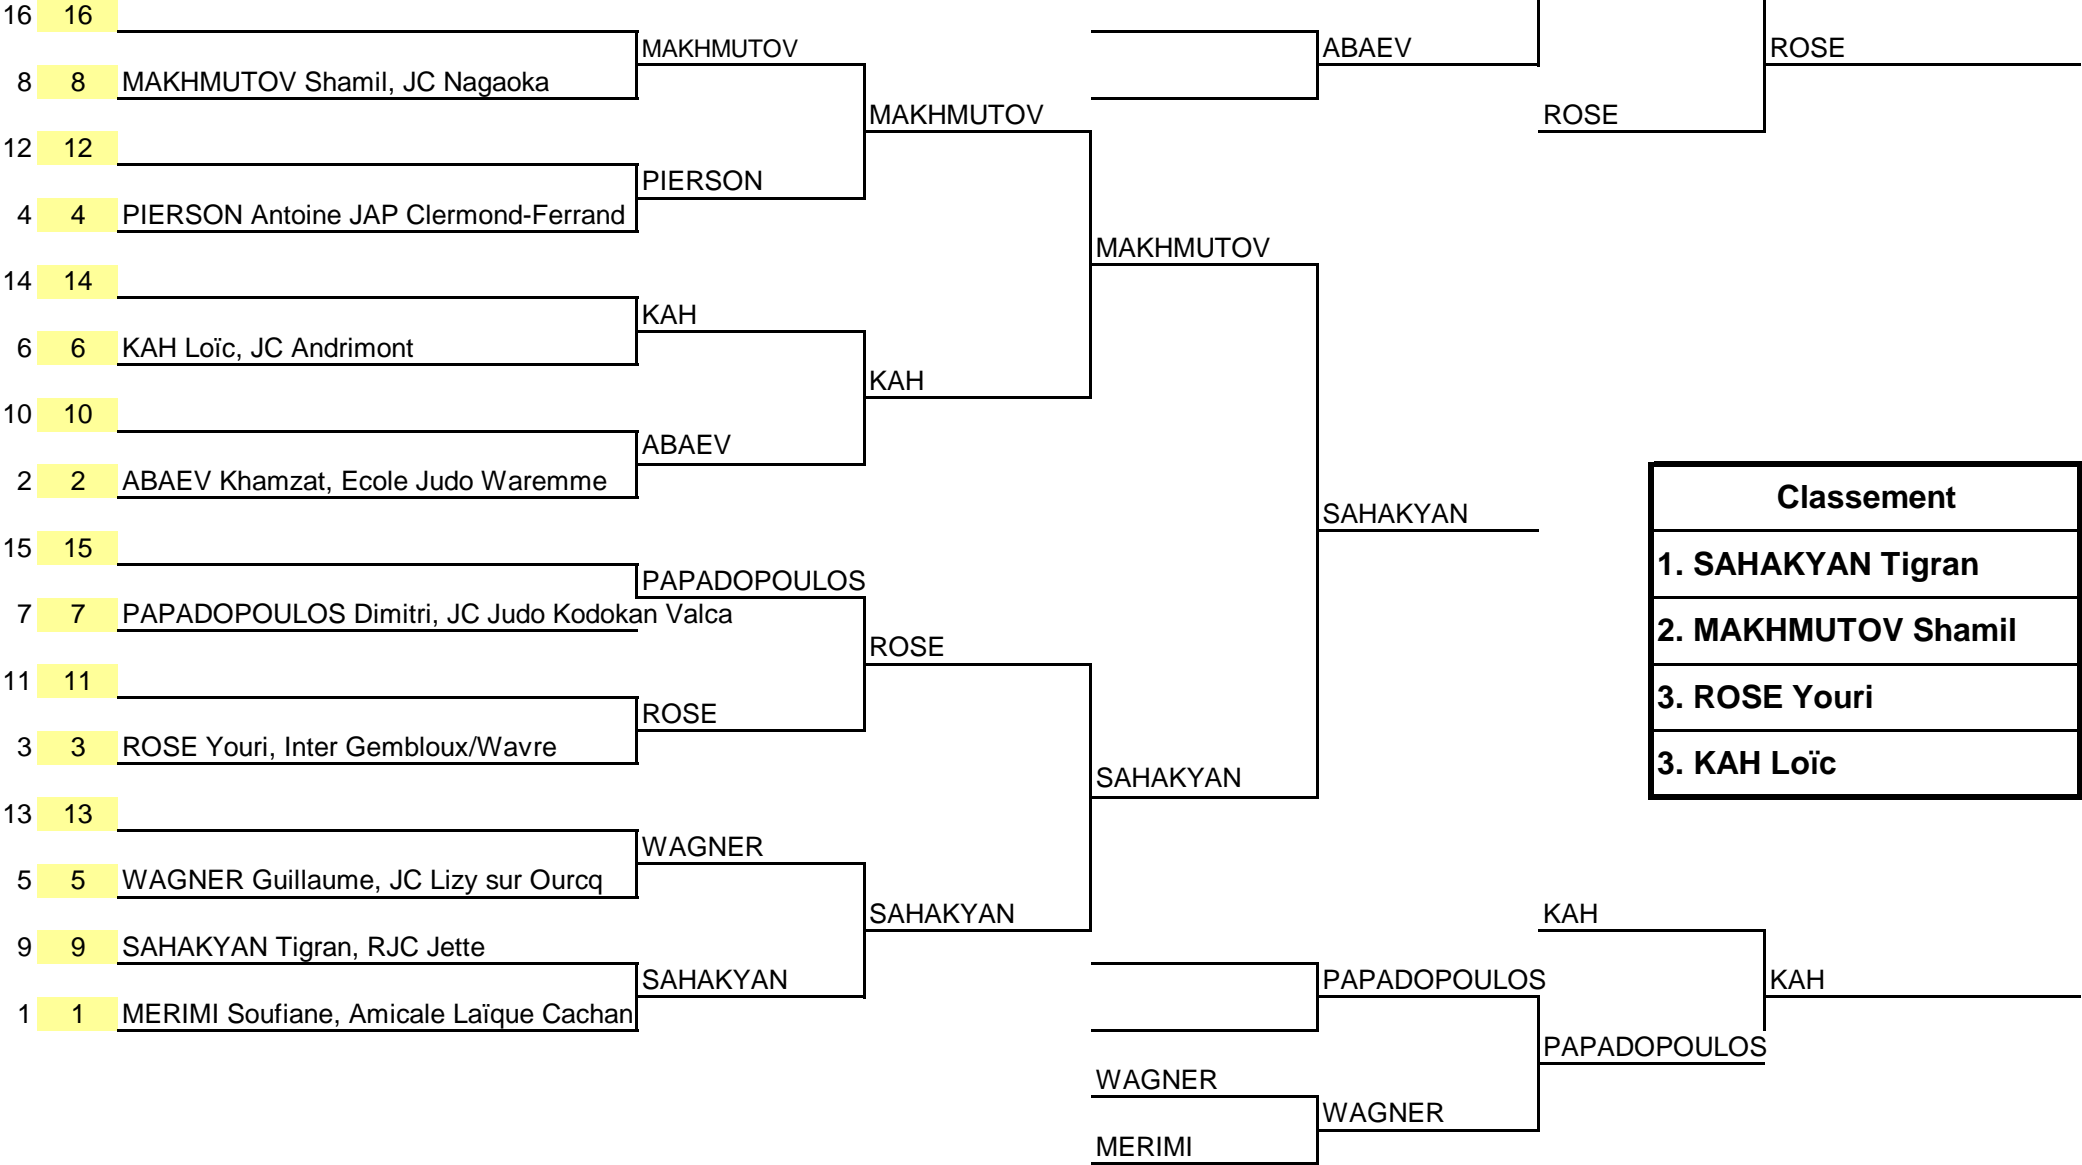 16 16
MAKHMUTOV ABAEV ROSE
8 8 MAKHMUTOV Shamil, JC Nagaoka
MAKHMUTOV ROSE
12 12
PIERSON
4 4 PIERSON Antoine JAP Clermond-Ferrand
MAKHMUTOV
14 14
KAH
6 6 KAH Loïc, JC Andrimont
KAH
10 10
ABAEV
2 2 ABAEV Khamzat, Ecole Judo Waremme
Classement
SAHAKYAN
15 15
1. SAHAKYAN Tigran
PAPADOPOULOS
7 7 PAPADOPOULOS Dimitri, JC Judo Kodokan Valca
2. MAKHMUTOV Shamil
ROSE
11 11
3. ROSE Youri
ROSE
3 3 ROSE Youri, Inter Gembloux/Wavre
3. KAH Loïc
SAHAKYAN
13 13
WAGNER
5 5 WAGNER Guillaume, JC Lizy sur Ourcq
SAHAKYAN KAH
9 9 SAHAKYAN Tigran, RJC Jette
SAHAKYAN PAPADOPOULOS KAH
1 1 MERIMI Soufiane, Amicale Laïque Cachan
PAPADOPOULOS
WAGNER
WAGNER
MERIMI